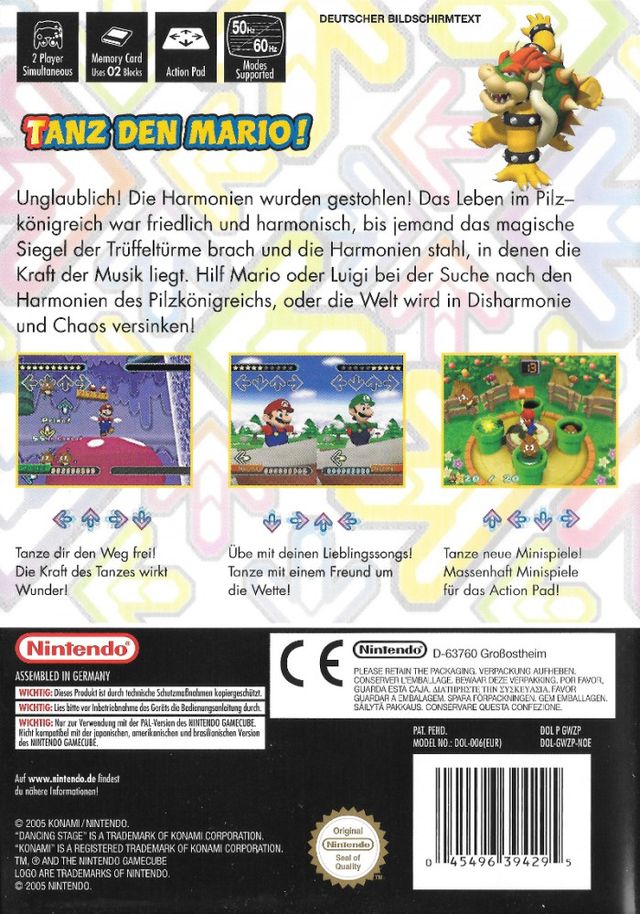 DEUTSCHER BILDSCHIRMTEXT
2 Player
Simultaneous
Memory Card
Uses 02 Blocks
Action Pad
50Hz
60Hz
Modes
Supported
TANZ DEN MARIO!
Unglaublich! Die Harmonien wurden gestohlen! Das Leben im Pilz–
königreich war friedlich und harmonisch, bis jemand das magische
Siegel der Trüffeltürme brach und die Harmonien stahl, in denen die
Kraft der Musik liegt. Hilf Mario oder Luigi bei der Suche nach den
Harmonien des Pilzkönigreichs, oder die Welt wird in Disharmonie
und Chaos versinken!
20 / 20
Tanze dir den Weg frei!
Die Kraft des Tanzes wirkt
Wunder!
Übe mit deinen Lieblingssongs!
Tanze mit einem Freund um
die Wette!
Tanze neue Minispiele!
Massenhaft Minispiele
für das Action Pad!
Nintendo®
ASSEMBLED IN GERMANY
WICHTIG: Dieses Produkt ist durch technische Schutzmaßnahmen kopiergeschützt.
WICHTIG: Lies bitte vor Inbetriebnahme des Geräts die Bedienungsanleitung durch.
WICHTIG: Nur zur Verwendung mit der PAL-Version des NINTENDO GAMECUBE.
Nicht kompatibel mit der japanischen, amerikanischen und brasilianischen Version
des NINTENDO GAMECUBE.
Auf www.nintendo.de findest
du nähere Informationen!
© 2005 KONAMI/NINTENDO.
"DANCING STAGE" IS A TRADEMARK OF KONAMI CORPORATION.
"KONAMI" IS A REGISTERED TRADEMARK OF KONAMI CORPORATION.
TM, ® AND THE NINTENDO GAMECUBE
LOGO ARE TRADEMARKS OF NINTENDO.
© 2005 NINTENDO.
CE
Nintendo® D-63760 Großostheim
PLEASE RETAIN THE PACKAGING. VERPACKUNG AUFHEBEN.
CONSERVER L'EMBALLAGE. BEWAAR DEZE VERPAKKING. POR FAVOR,
GUARDA ESTA CAJA. ΔΙΑΤΗΡΗΣΤΕ ΤΗΝ ΣΥΣΚΕΥΑΣΙΑ. FAVOR
GUARDAR A EMBALAGEM. SPARA FÖRPACKNINGEN. GEM EMBALLAGEN.
SÄILYTÄ PAKKAUS. CONSERVARE QUESTA CONFEZIONE.
PAT. PEND.
MODEL NO.: DOL-006(EUR)
DOL P GWZP
DOL-GWZP-NOE
Original
Nintendo
Seal of
Quality
TM
0 45496 39429 5